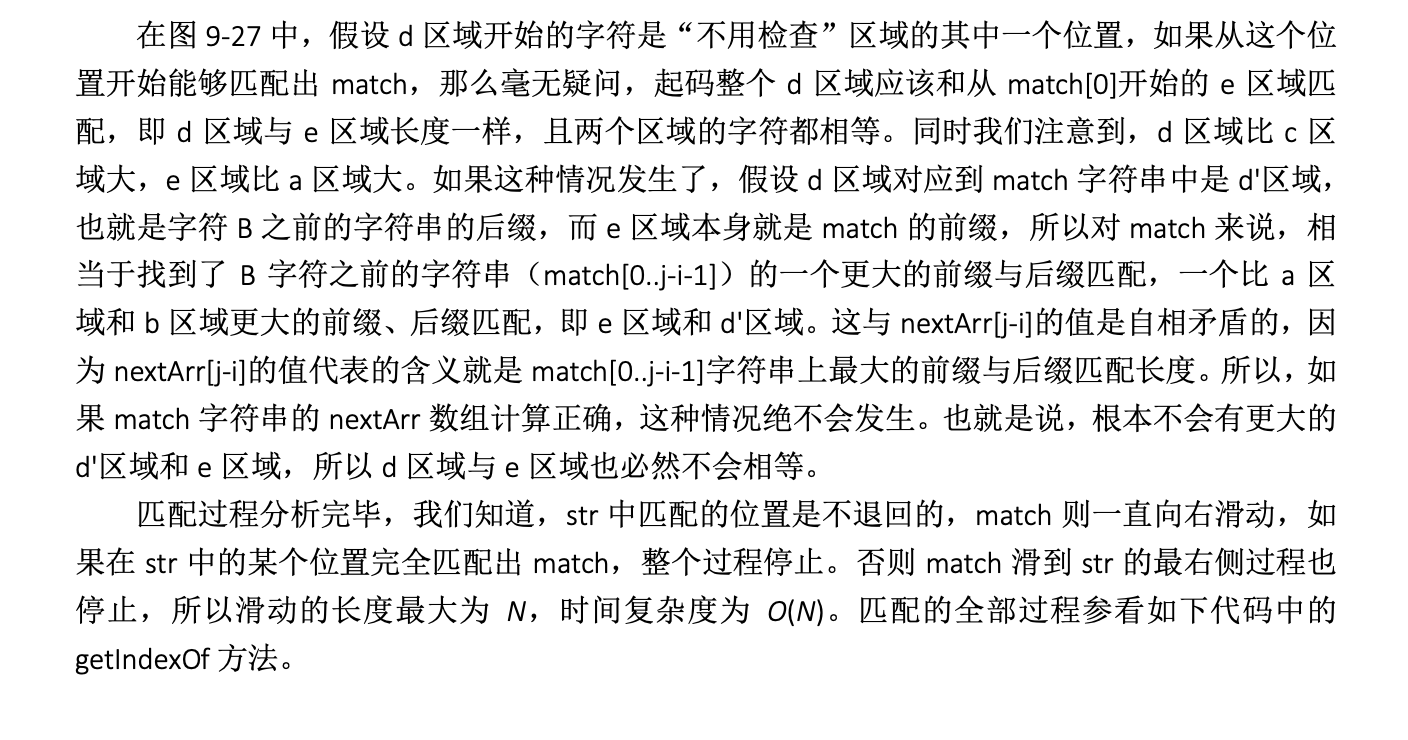 在图 9-27 中，假设 d 区域开始的字符是“不用检查”区域的其中一个位置，如果从这个位
置开始能够匹配出 match，那么毫无疑问，起码整个 d 区域应该和从 match[0]开始的 e 区域匹
配，即 d 区域与 e 区域长度一样，且两个区域的字符都相等。同时我们注意到，d 区域比 c 区
域大，e 区域比 a 区域大。如果这种情况发生了，假设 d 区域对应到 match 字符串中是 d'区域，
也就是字符 B 之前的字符串的后缀，而 e 区域本身就是 match 的前缀，所以对 match 来说，相
当于找到了 B 字符之前的字符串（match[0..j-i-1]）的一个更大的前缀与后缀匹配，一个比 a 区
域和 b 区域更大的前缀、后缀匹配，即 e 区域和 d'区域。这与 nextArr[j-i]的值是自相矛盾的，因
为 nextArr[j-i]的值代表的含义就是 match[0..j-i-1]字符串上最大的前缀与后缀匹配长度。所以，如
果 match 字符串的 nextArr 数组计算正确，这种情况绝不会发生。也就是说，根本不会有更大的
d'区域和 e 区域，所以 d 区域与 e 区域也必然不会相等。
匹配过程分析完毕，我们知道，str 中匹配的位置是不退回的，match 则一直向右滑动，如
果在 str 中的某个位置完全匹配出 match，整个过程停止。否则 match 滑到 str 的最右侧过程也
停止，所以滑动的长度最大为 N，时间复杂度为 O(N)。匹配的全部过程参看如下代码中的
getIndexOf 方法。